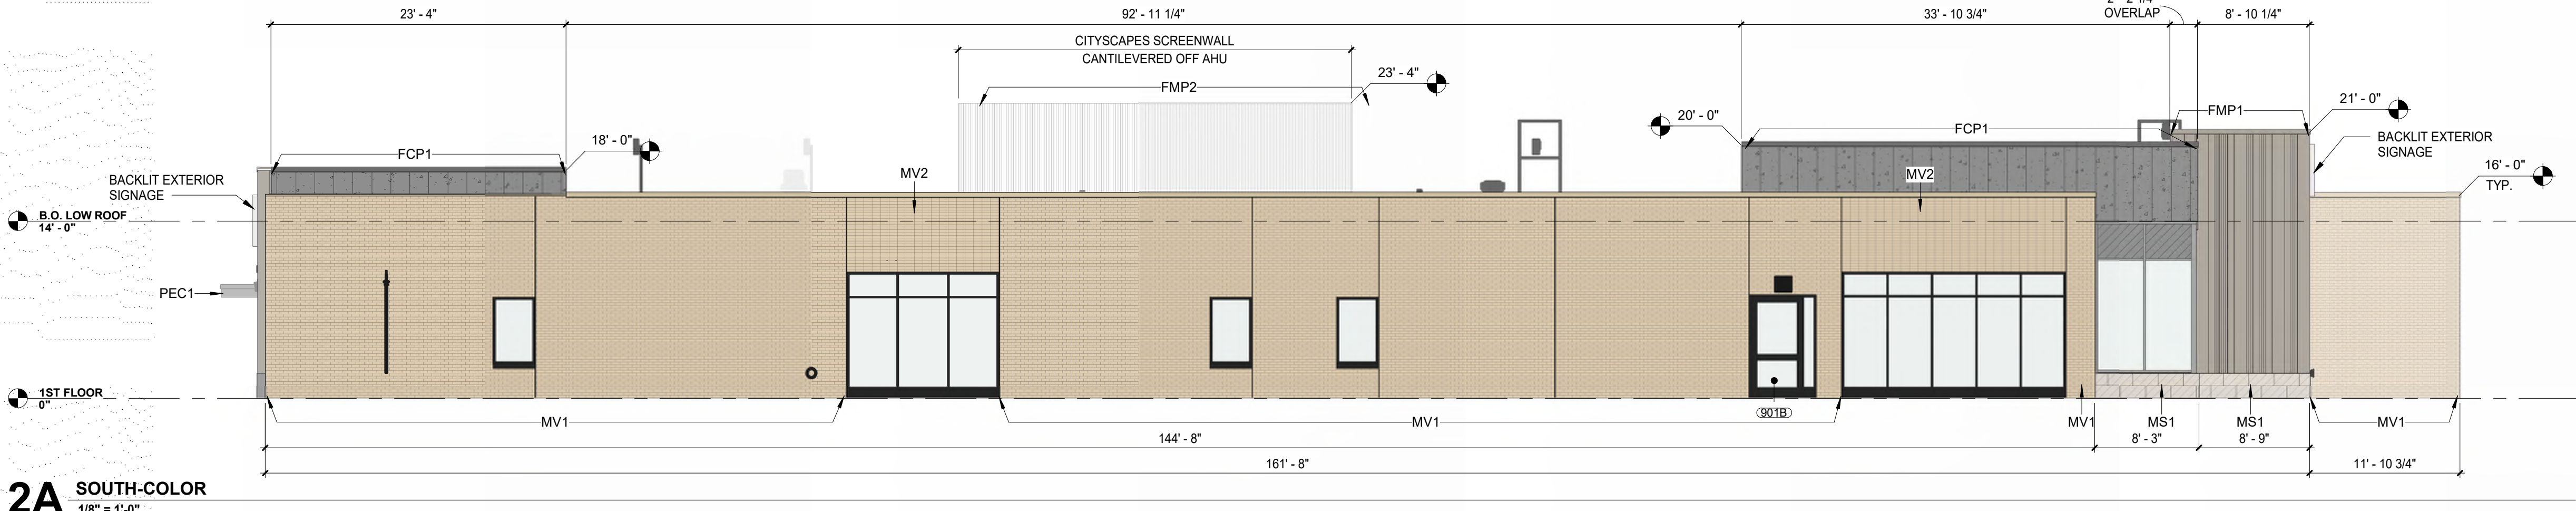 23' - 4"
92' - 11 1/4"
33' - 10 3/4"
OVERLAP
8' - 10 1/4"
CITYSCAPES SCREENWALL
CANTILEVERED OFF AHU
FMP2
23' - 4"
18' - 0"
20' - 0"
FCP1
FCP1
FMP1
21' - 0"
BACKLIT EXTERIOR
SIGNAGE
BACKLIT EXTERIOR
SIGNAGE
16' - 0"
TYP.
MV2
MV2
B.O. LOW ROOF
14' - 0"
PEC1
1ST FLOOR
0"
901B
MV1
MV1
MV1
MS1
MS1
MV1
144' - 8"
8' - 3"
8' - 9"
161' - 8"
11' - 10 3/4"
2A
SOUTH-COLOR
1/8" = 1'-0"